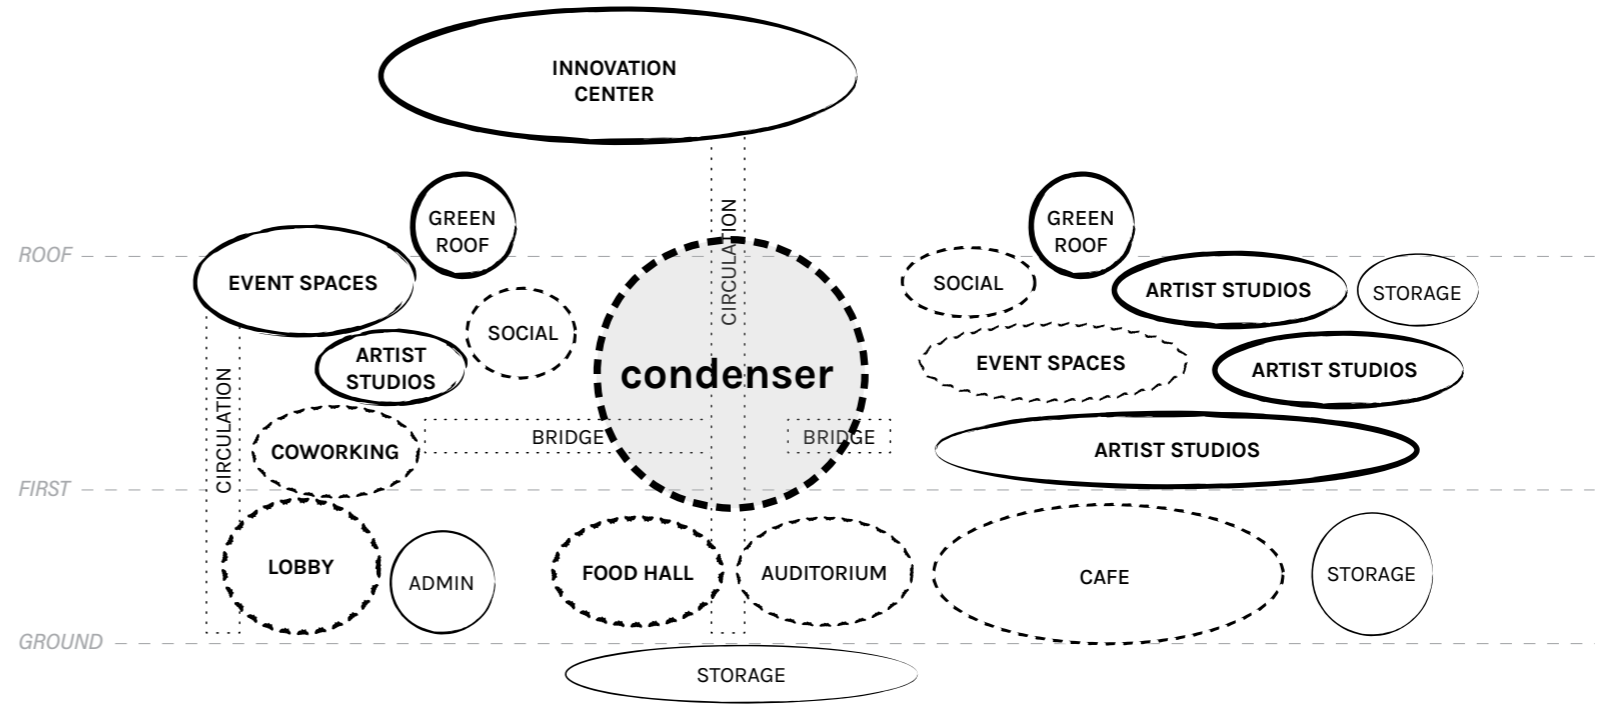 INNOVATION
CENTER
GREEN
ROOF
GREEN
ROOF
CIRCULATION
ROOF
EVENT SPACES
SOCIAL
ARTIST STUDIOS
STORAGE
SOCIAL
ARTIST
STUDIOS
condenser
EVENT SPACES
ARTIST STUDIOS
CIRCULATION
COWORKING
BRIDGE
BRIDGE
ARTIST STUDIOS
FIRST
LOBBY
ADMIN
FOOD HALL
AUDITORIUM
CAFE
STORAGE
GROUND
STORAGE